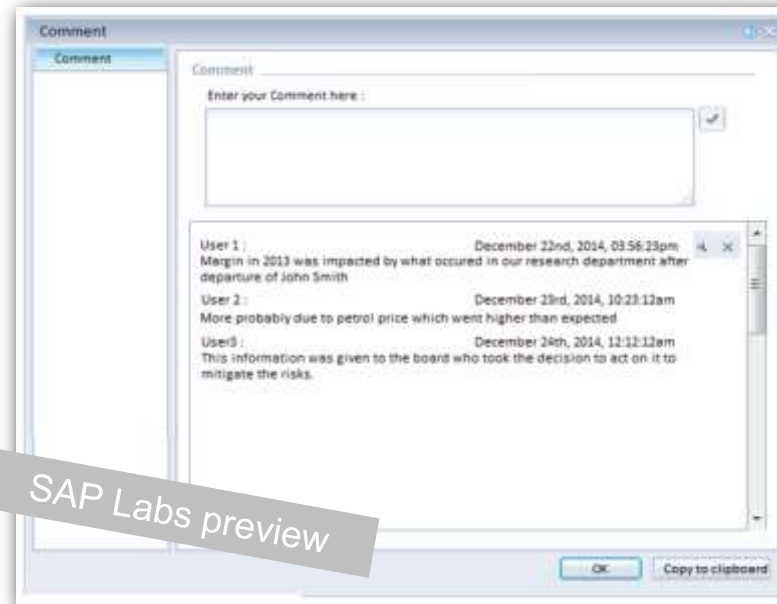 Comment
Comment
Comment
Enter your Comment here :
User 1 : December 22nd, 2014, 03:56:23pm
Margin in 2013 was impacted by what occured in our research department after
departure of John Smith
User 2 : December 23rd, 2014, 10:23:12am
More probably due to petrol price which went higher than expected
User3 : December 24th, 2014, 12:12:12am
This information was given to the board who took the decision to act on it to
mitigate the risks.
SAP Labs preview
OK Copy to clipboard